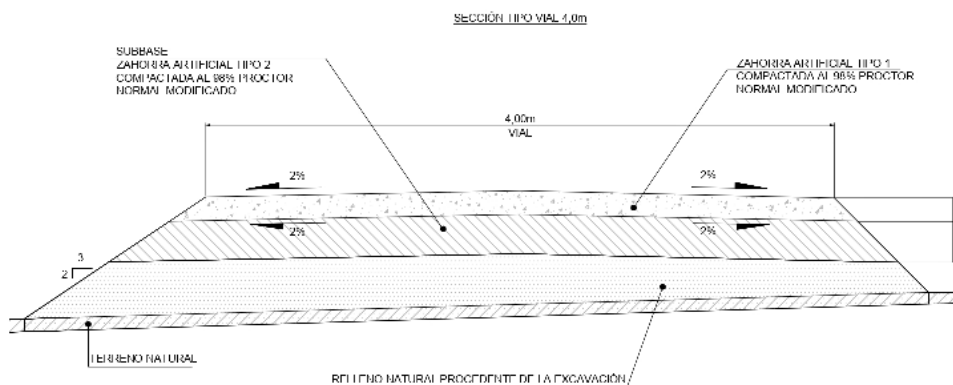 SECCIÓN TIPO VIAL 4,0m
SUBBASE
ZAHORRA ARTIFICIAL TIPO 2
COMPACTADA AL 98% PROCTOR
NORMAL MODIFICADO
ZAHORRA ARTIFICIAL TIPO 1
COMPACTADA AL 98% PROCTOR
NORMAL MODIFICADO
4,00m
VIAL
2%
2%
2%
2%
3
2
TERRENO NATURAL
RELLENO NATURAL PROCEDENTE DE LA EXCAVACIÓN